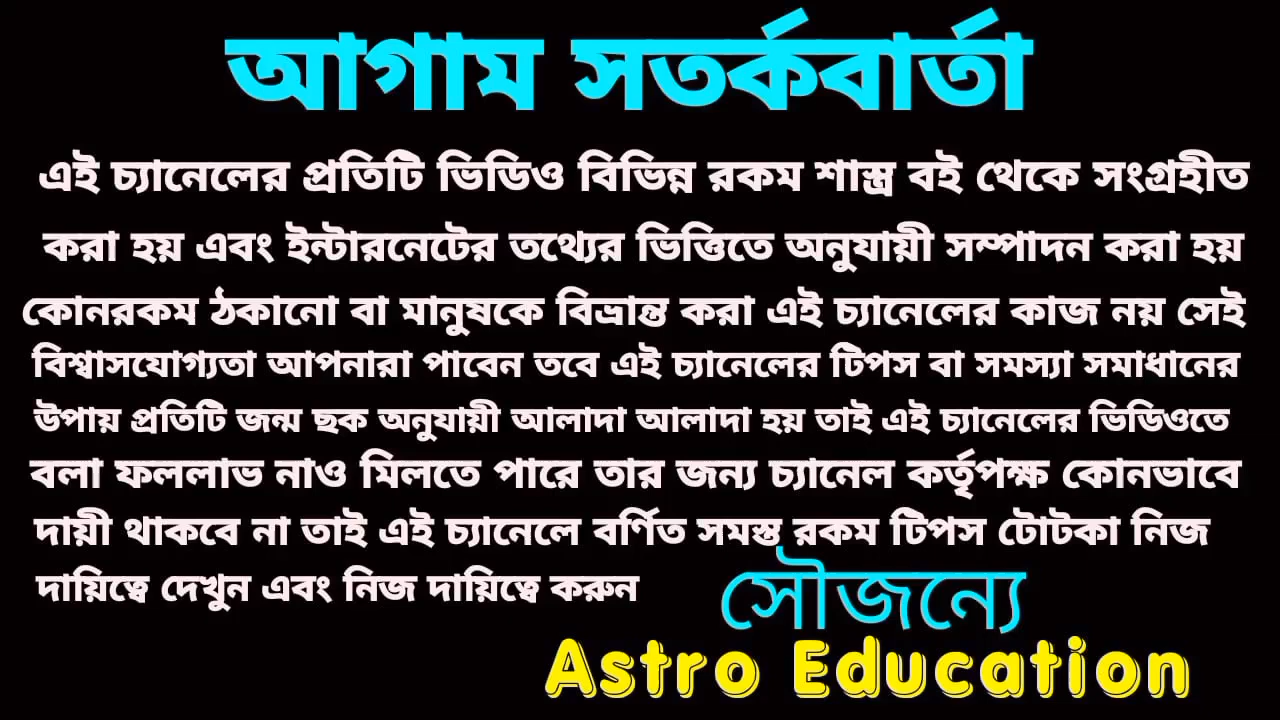 আগাম সতর্কবার্তা
এই চ্যানেলের প্রতিটি ভিডিও বিভিন্ন রকম শাস্ত্র বই থেকে সংগ্রহীত
করা হয় এবং ইন্টারনেটের তথ্যের ভিত্তিতে অনুযায়ী সম্পাদন করা হয়
কোনরকম ঠকানো বা মানুষকে বিভ্রান্ত করা এই চ্যানেলের কাজ নয় সেই
বিশ্বাসযোগ্যতা আপনারা পাবেন তবে এই চ্যানেলের টিপস বা সমস্যা সমাধানের
উপায় প্রতিটি জন্ম ছক অনুযায়ী আলাদা আলাদা হয় তাই এই চ্যানেলের ভিডিওতে
বলা ফললাভ নাও মিলতে পারে তার জন্য চ্যানেল কর্তৃপক্ষ কোনভাবে
দায়ী থাকবে না তাই এই চ্যানেলে বর্ণিত সমস্ত রকম টিপস টোটকা নিজ
দায়িত্বে দেখুন এবং নিজ দায়িত্বে করুন
সৌজন্যে
Astro Education